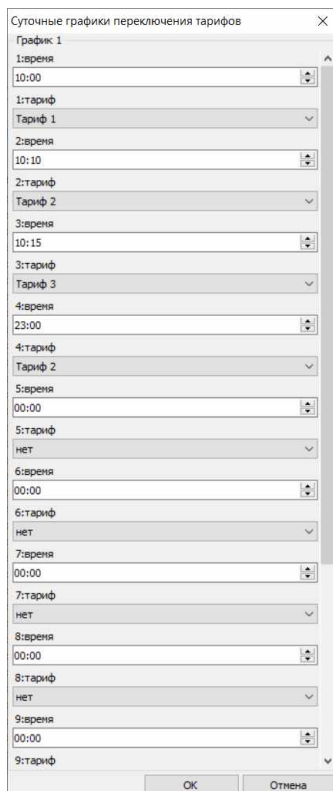 Суточные графики переключения тарифов
График 1
1:время
10:00
1:тариф
Тариф 1
2:время
10:10
2:тариф
Тариф 2
3:время
10:15
3:тариф
Тариф 3
4:время
23:00
4:тариф
Тариф 2
5:время
00:00
5:тариф
нет
6:время
00:00
6:тариф
нет
7:время
00:00
7:тариф
нет
8:время
00:00
8:тариф
нет
9:время
00:00
9:тариф
OK Отмена